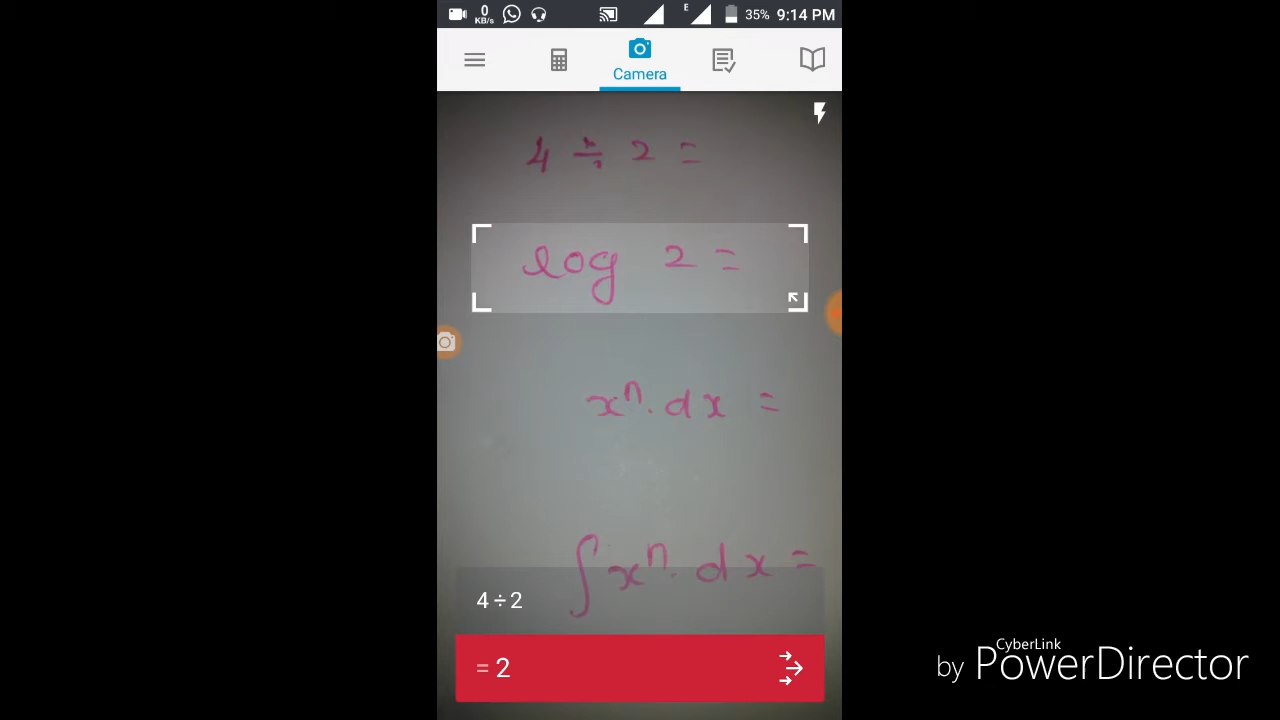 0 KB/s E 35% 9:14 PM
Camera
4 ÷ 2 =
log 2 =
xⁿ. dx =
∫xⁿ. dx =
4÷2
= 2
CyberLink
by PowerDirector